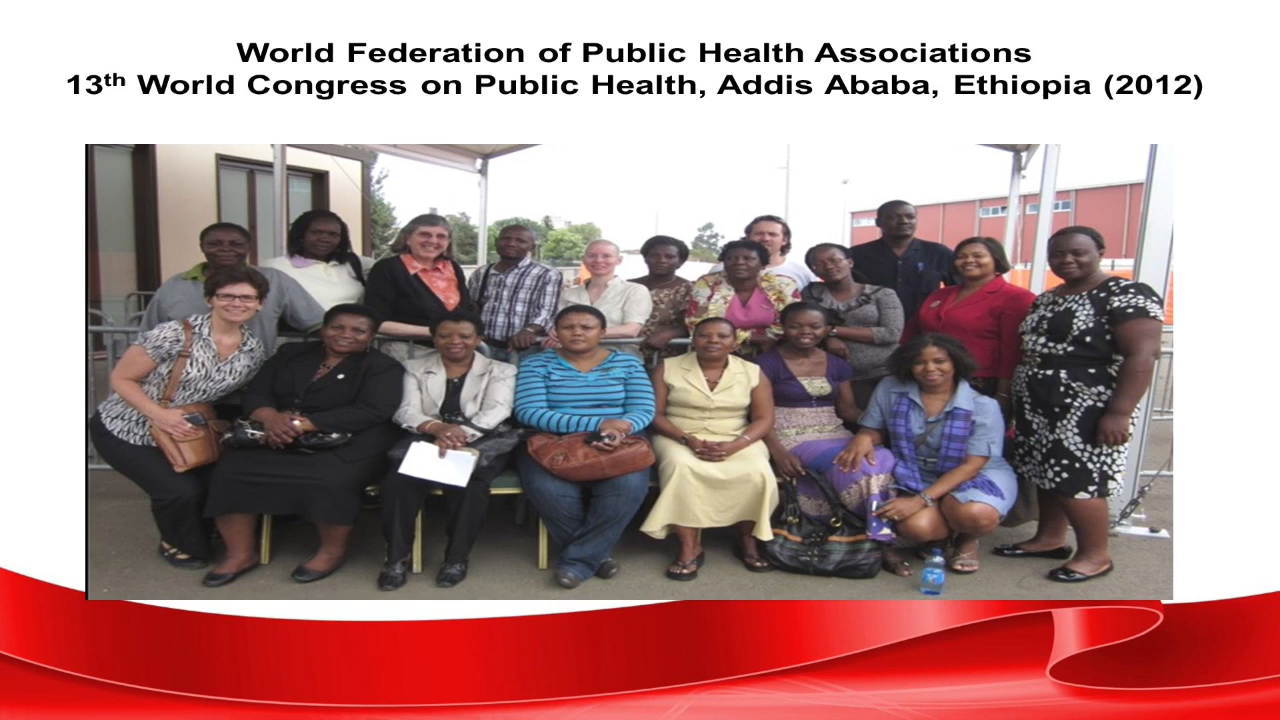 World Federation of Public Health Associations
13th World Congress on Public Health, Addis Ababa, Ethiopia (2012)